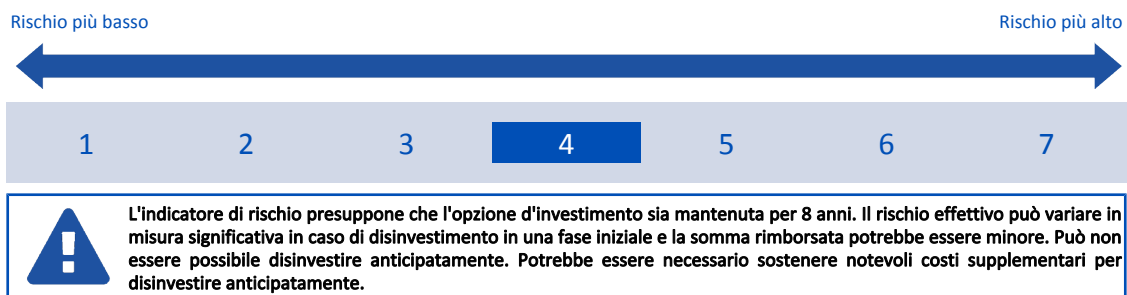 Rischio più basso Rischio più alto
1 2 3 4 5 6 7
L'indicatore di rischio presuppone che l'opzione d'investimento sia mantenuta per 8 anni. Il rischio effettivo può variare in
misura significativa in caso di disinvestimento in una fase iniziale e la somma rimborsata potrebbe essere minore. Può non
essere possibile disinvestire anticipatamente. Potrebbe essere necessario sostenere notevoli costi supplementari per
disinvestire anticipatamente.